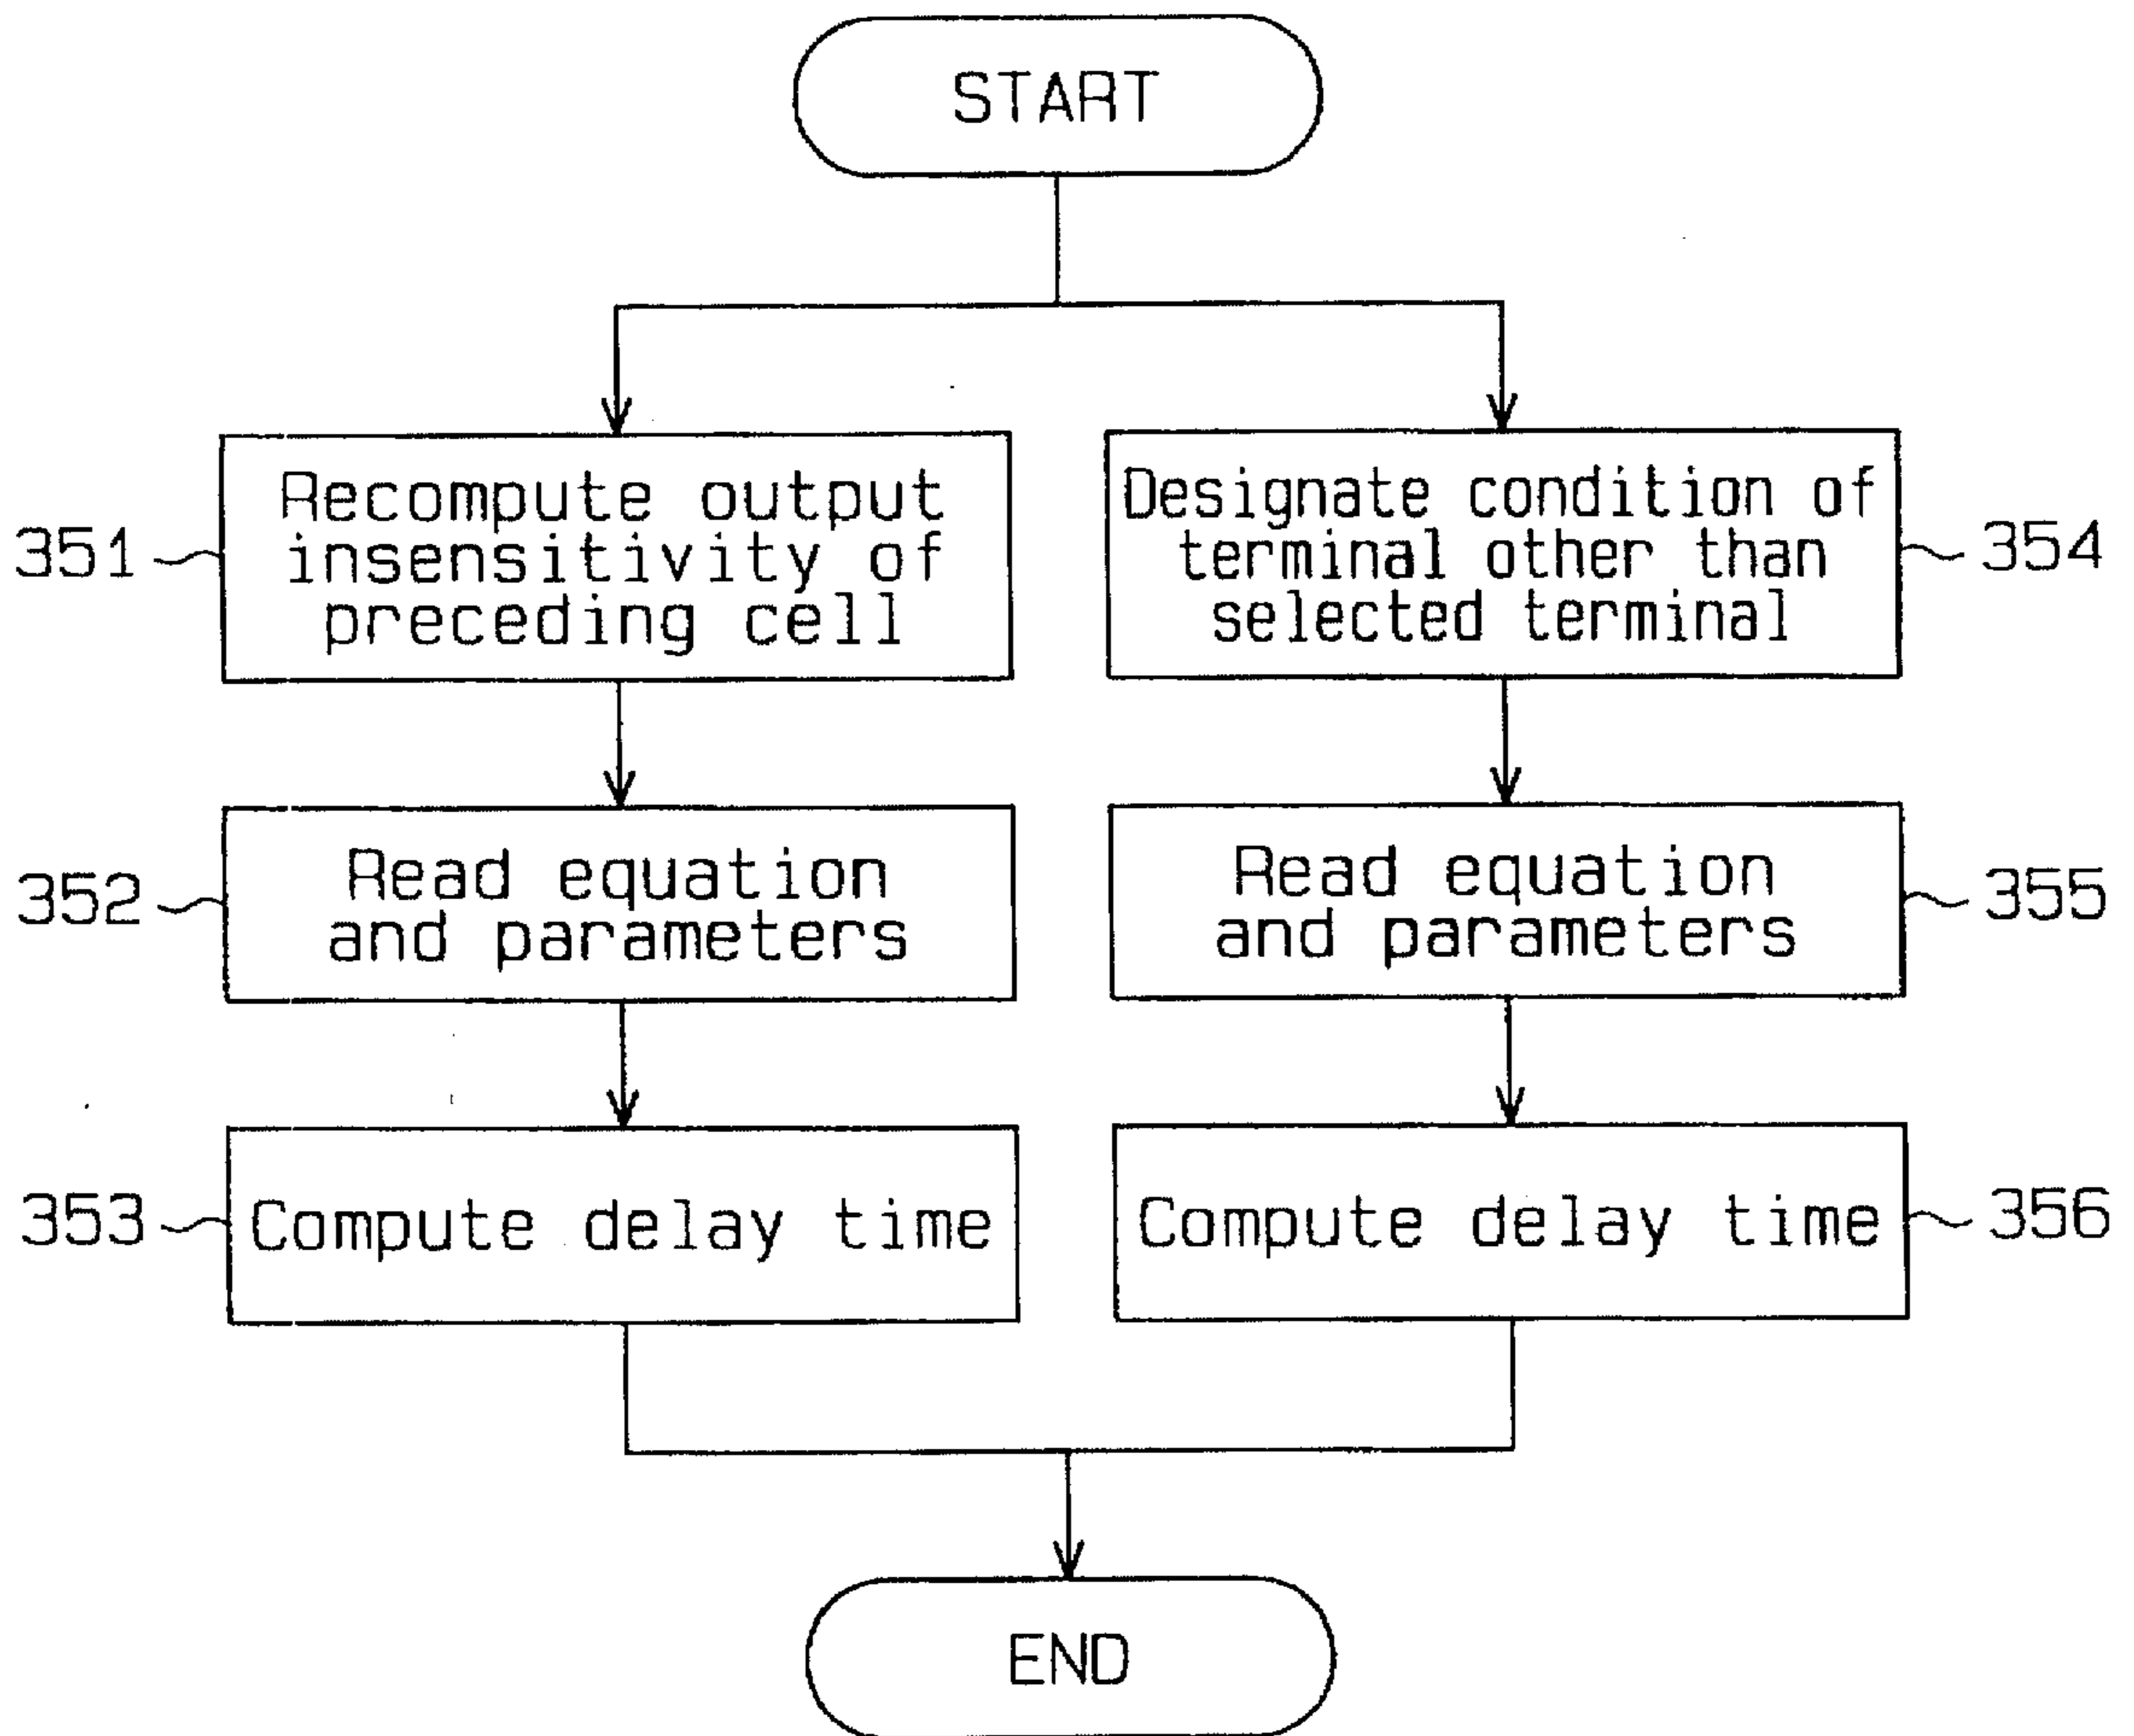 START
351
Recompute output
insensitivity of
preceding cell
Designate condition of
terminal other than
selected terminal
354
352
Read equation
and parameters
Read equation
and parameters
355
353
Compute delay time
Compute delay time
356
END